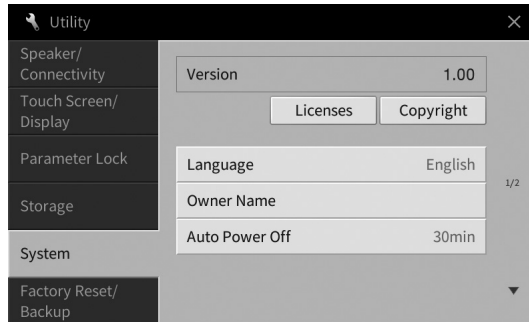 Utility
Speaker/
Connectivity
Touch Screen/
Display
Parameter Lock
Storage
System
Factory Reset/
Backup
Version 1.00
Licenses Copyright
Language English
Owner Name
Auto Power Off 30min
1/2